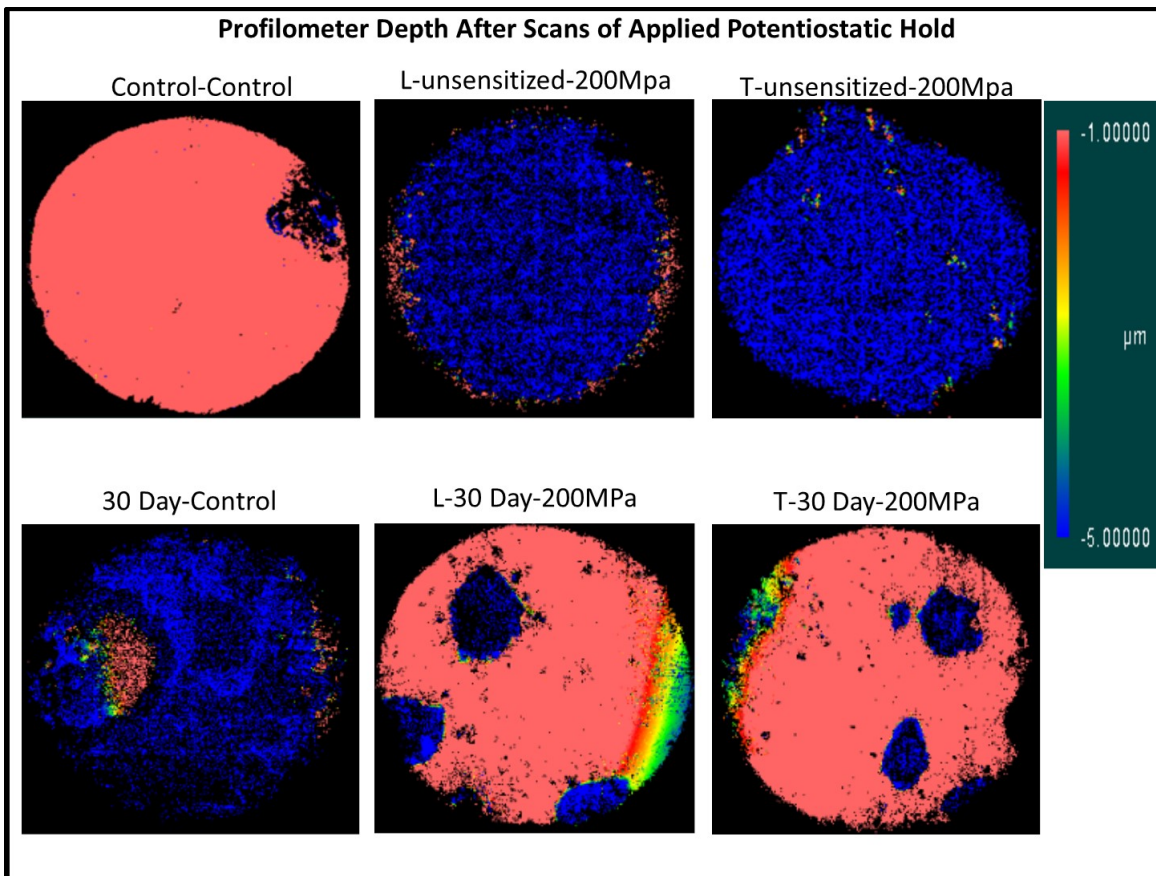 Profilometer Depth After Scans of Applied Potentiostatic Hold
Control-Control
L-unsensitized-200Mpa
T-unsensitized-200Mpa
-1.00000
µm
-5.00000
30 Day-Control
L-30 Day-200MPa
T-30 Day-200MPa